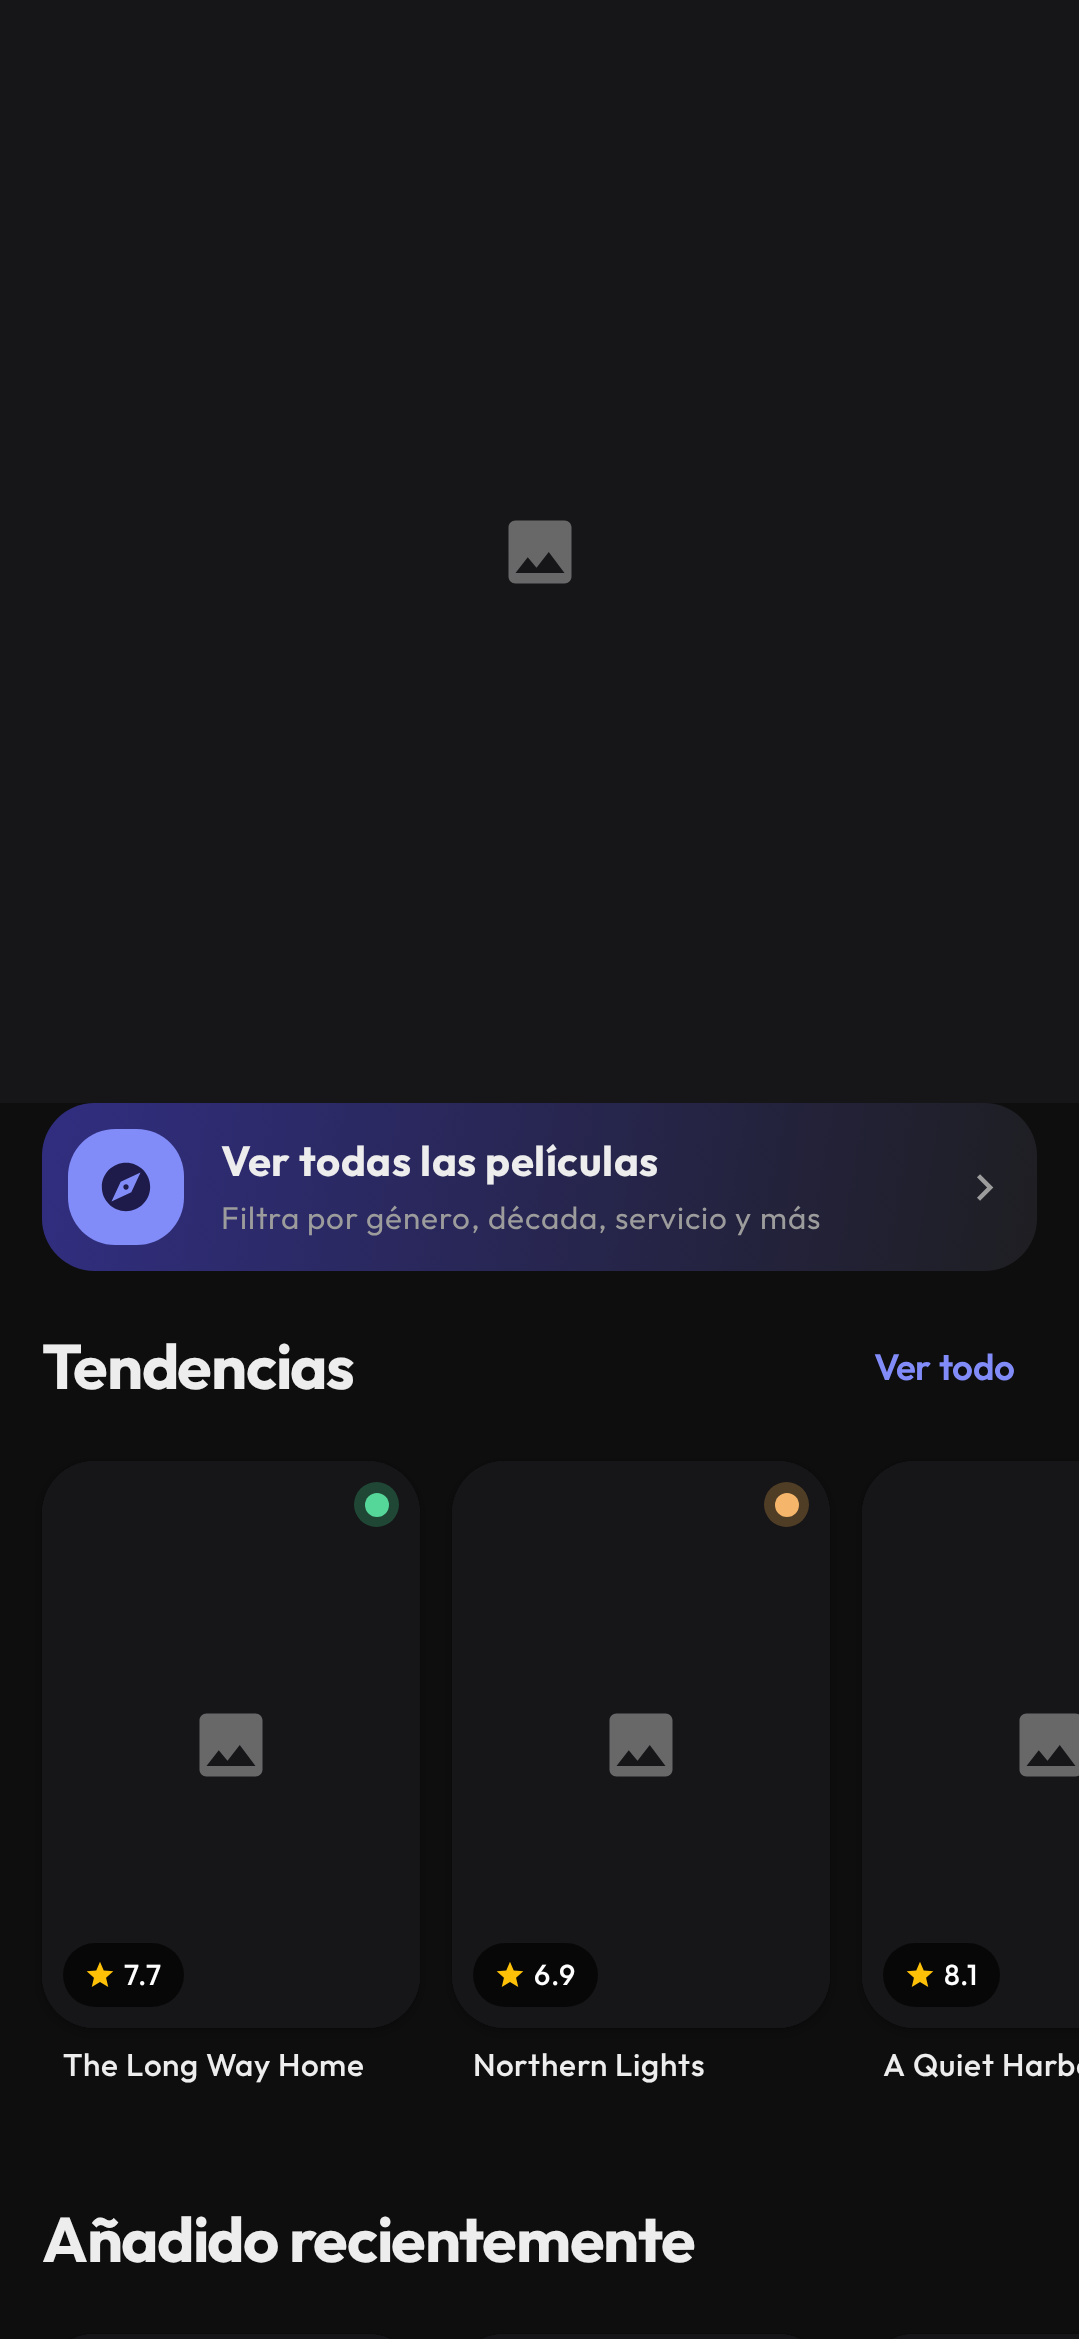 Ver todas las películas
Filtra por género, década, servicio y más
Tendencias
Ver todo
7.7
6.9
8.1
The Long Way Home
Northern Lights
A Quiet
Añadido recientemente